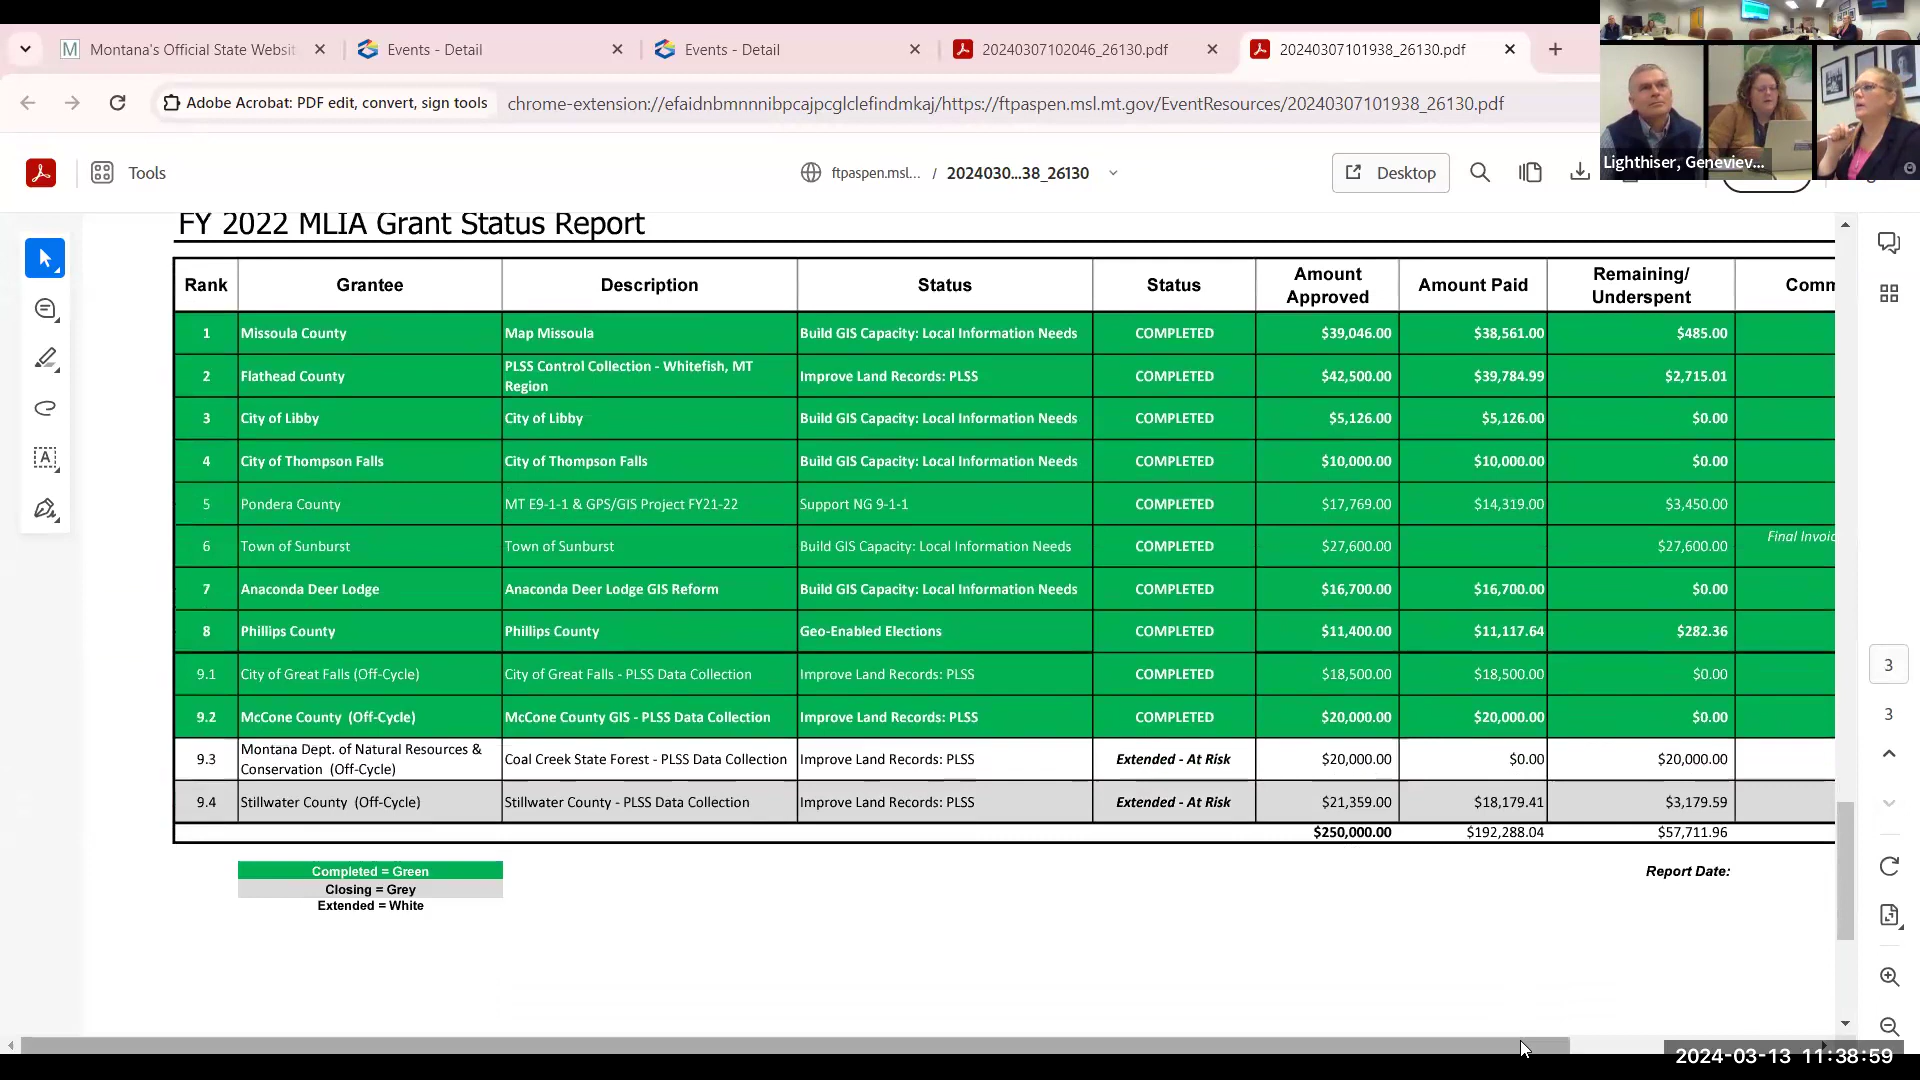 Montana's Official State Websit
Events - Detail
Events - Detail
20240307102046_26130.pdf
20240307101938_26130.pdf
Adobe Acrobat: PDF edit, convert, sign tools
chrome-extension://efaidnbmnnnibpcajpcglclefindmkaj/https://ftpaspen.msl.mt.gov/EventResources/20240307101938_26130.pdf
Lighthiser, Geneviev...
Tools
ftpaspen.msl... / 2024030...38_26130
Desktop
FY 2022 MLIA Grant Status Report
Rank Grantee Description Status Status Amount Approved Amount Paid Remaining/ Underspent Comm
1 Missoula County Map Missoula Build GIS Capacity: Local Information Needs COMPLETED $39,046.00 $38,561.00 $485.00
2 Flathead County PLSS Control Collection - Whitefish, MT Region Improve Land Records: PLSS COMPLETED $42,500.00 $39,784.99 $2,715.01
3 City of Libby City of Libby Build GIS Capacity: Local Information Needs COMPLETED $5,126.00 $5,126.00 $0.00
4 City of Thompson Falls City of Thompson Falls Build GIS Capacity: Local Information Needs COMPLETED $10,000.00 $10,000.00 $0.00
5 Pondera County MT E9-1-1 & GPS/GIS Project FY21-22 Support NG 9-1-1 COMPLETED $17,769.00 $14,319.00 $3,450.00
6 Town of Sunburst Town of Sunburst Build GIS Capacity: Local Information Needs COMPLETED $27,600.00 $27,600.00 Final Invoic
7 Anaconda Deer Lodge Anaconda Deer Lodge GIS Reform Build GIS Capacity: Local Information Needs COMPLETED $16,700.00 $16,700.00 $0.00
8 Phillips County Phillips County Geo-Enabled Elections COMPLETED $11,400.00 $11,117.64 $282.36
9.1 City of Great Falls (Off-Cycle) City of Great Falls - PLSS Data Collection Improve Land Records: PLSS COMPLETED $18,500.00 $18,500.00 $0.00
9.2 McCone County (Off-Cycle) McCone County GIS - PLSS Data Collection Improve Land Records: PLSS COMPLETED $20,000.00 $20,000.00 $0.00
9.3 Montana Dept. of Natural Resources & Conservation (Off-Cycle) Coal Creek State Forest - PLSS Data Collection Improve Land Records: PLSS Extended - At Risk $20,000.00 $0.00 $20,000.00
9.4 Stillwater County (Off-Cycle) Stillwater County - PLSS Data Collection Improve Land Records: PLSS Extended - At Risk $21,359.00 $18,179.41 $3,179.59
$250,000.00 $192,288.04 $57,711.96
Completed = Green
Closing = Grey
Extended = White
Report Date:
3
3
2024-03-13 11:38:59